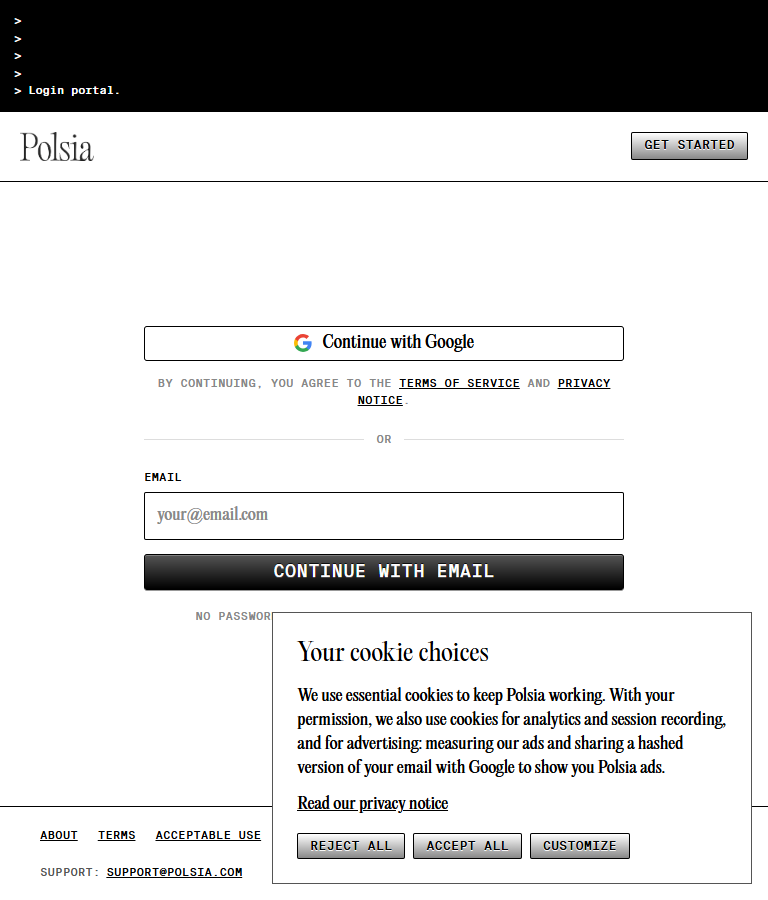 >
>
>
>
> Login portal.
Polsia
GET STARTED
Continue with Google
BY CONTINUING, YOU AGREE TO THE TERMS OF SERVICE AND PRIVACY
NOTICE.
OR
EMAIL
your@email.com
CONTINUE WITH EMAIL
NO
Your cookie choices
We use essential cookies to keep Polsia working. With your
permission, we also use cookies for analytics and session recording,
and for advertising: measuring our ads and sharing a hashed
version of your email with Google to show you Polsia ads.
Read our privacy notice
REJECT ALL
ACCEPT ALL
CUSTOMIZE
ABOUT
TERMS
ACCEPTABLE USE
SUPPORT: SUPPORT@POLSIA.COM